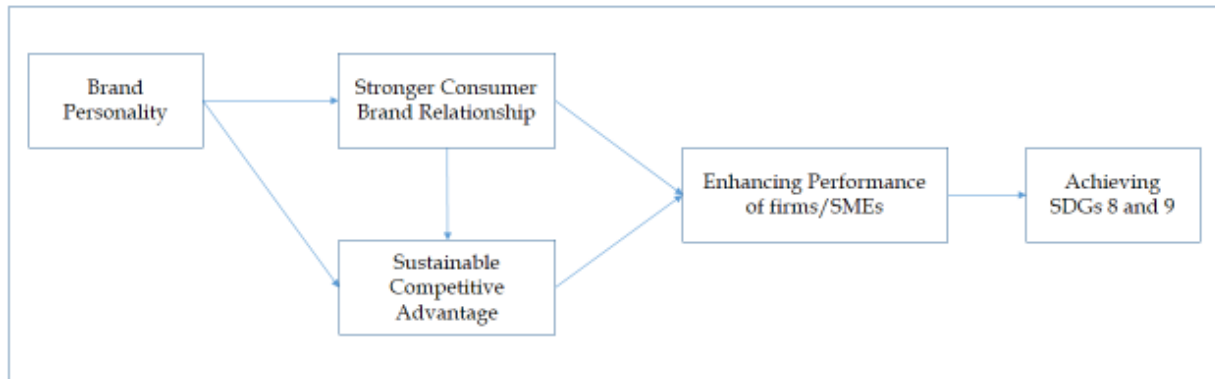 Brand
Personality
Stronger Consumer
Brand Relationship
Sustainable
Competitive
Advantage
Enhancing Performance
of firms/SMEs
Achieving
SDGs 8 and 9